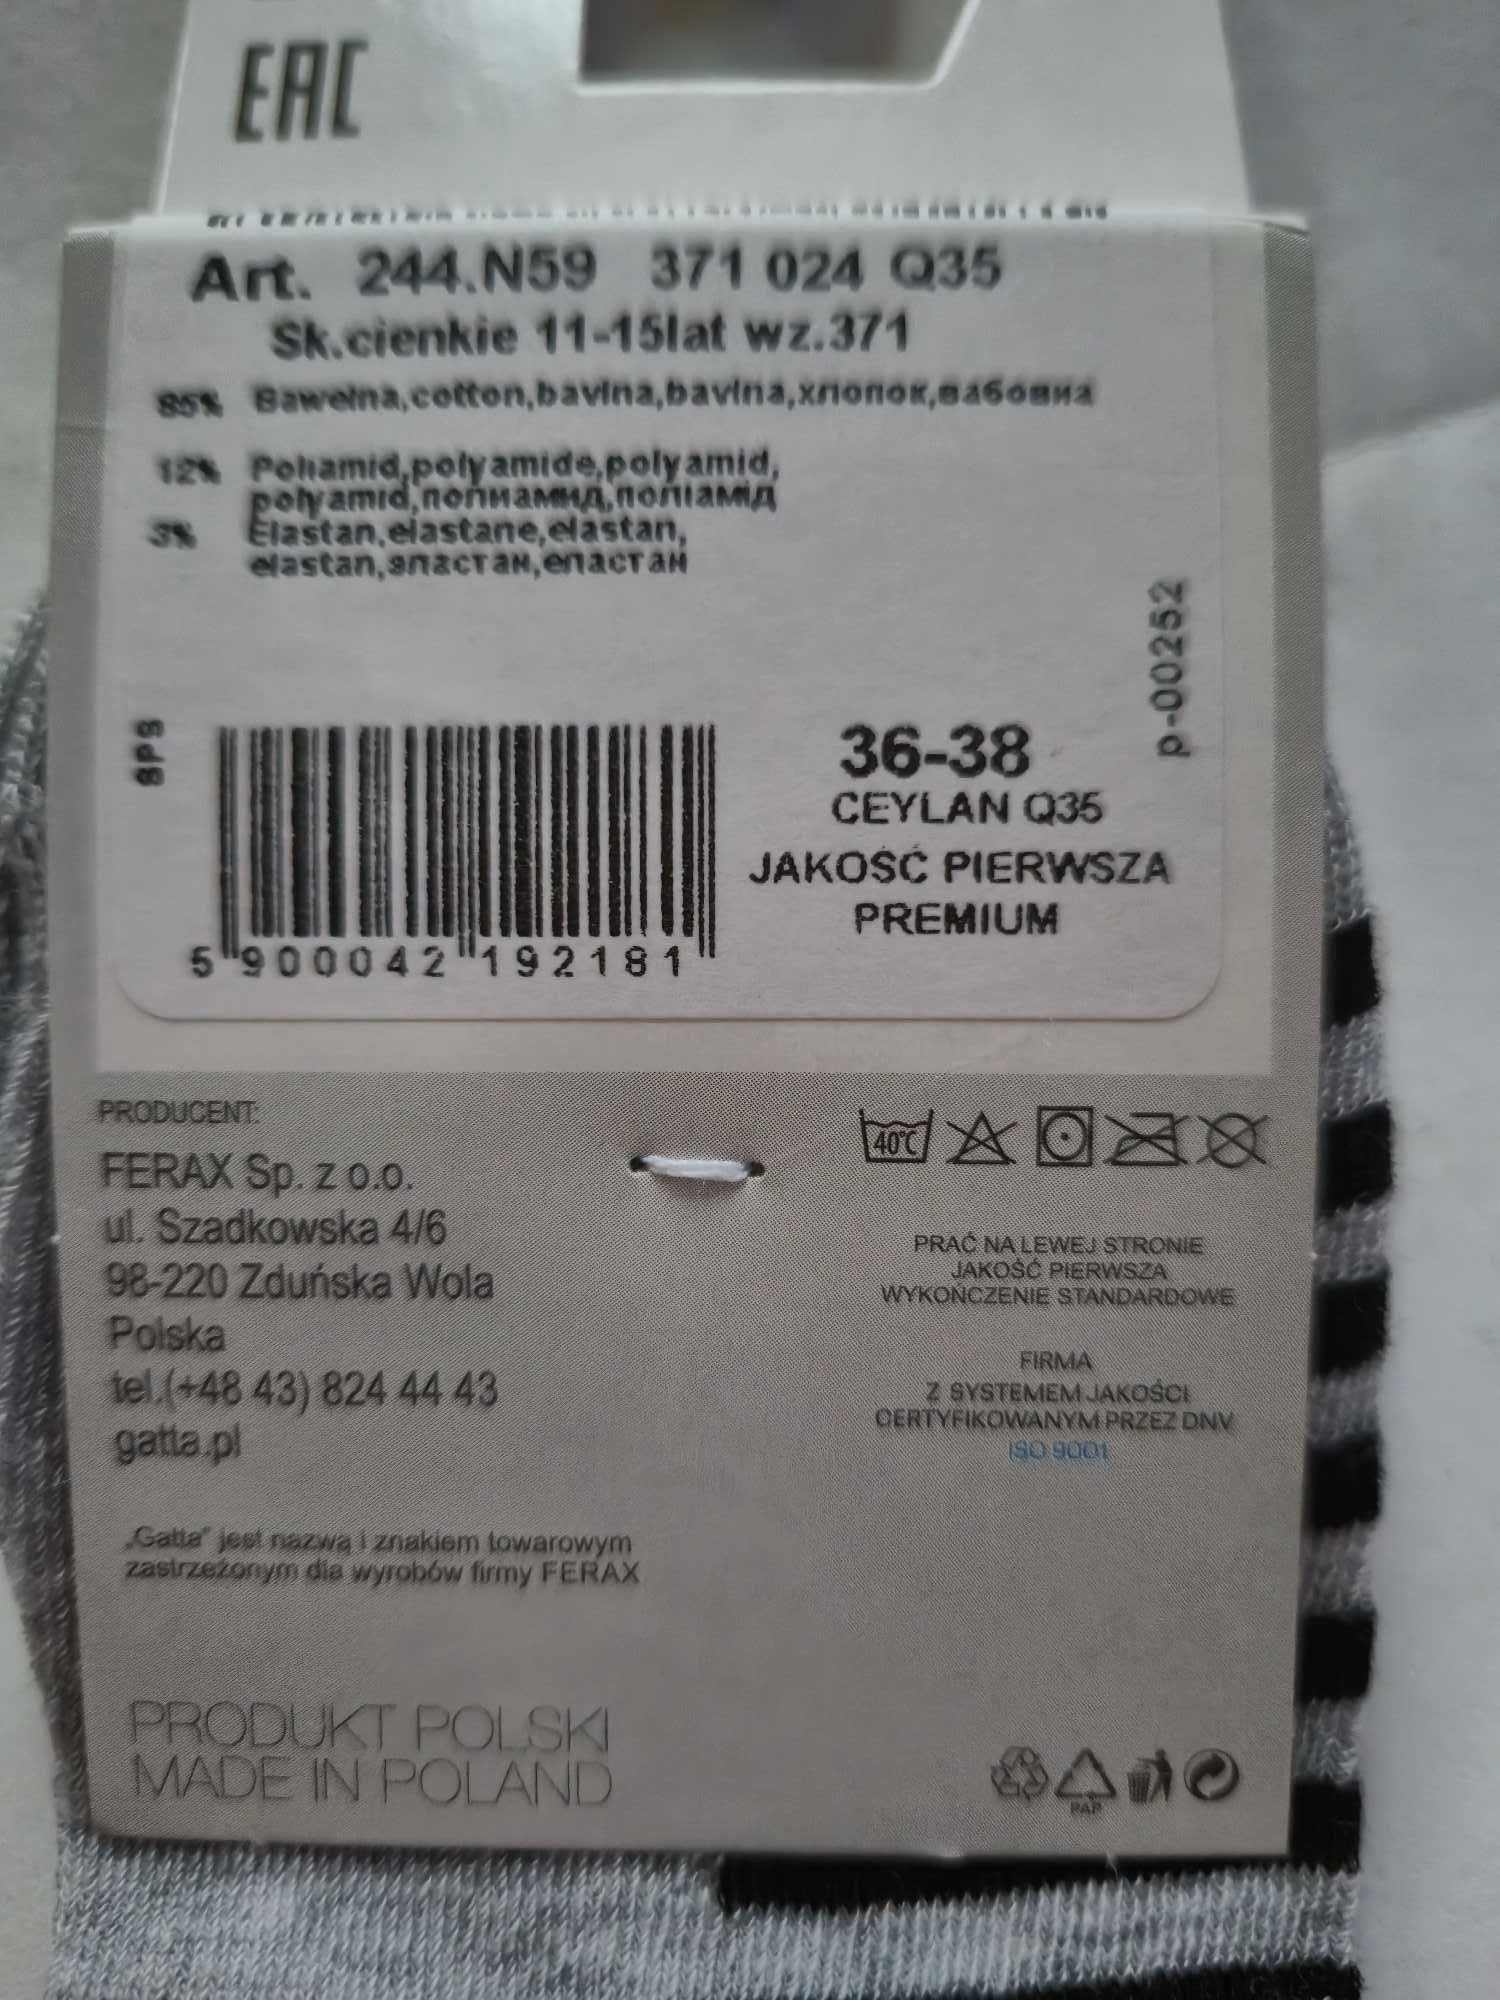 EAC
Art. 244.N59 371 024 Q35
Sk.cienkie 11-15lat wz.371
85% Bawełna,cotton,bavlna,bavlna,хлопок,бавовна
12% Poliamid,polyamide,polyamid,
polyamid,полиамид,поліамід
3% Elastan,elastane,elastan,
elastan,эластан,еластан
p-00252
8PS
36-38
CEYLAN Q35
JAKOŚĆ PIERWSZA
PREMIUM
5 900042 192181
PRODUCENT:
FERAX Sp. z o.o.
ul. Szadkowska 4/6
98-220 Zduńska Wola
Polska
tel.(+48 43) 824 44 43
gatta.pl
40°C
PRAĆ NA LEWEJ STRONIE
JAKOŚĆ PIERWSZA
WYKOŃCZENIE STANDARDOWE
FIRMA
Z SYSTEMEM JAKOŚCI
CERTYFIKOWANYM PRZEZ DNV
ISO 9001
„Gatta” jest nazwą i znakiem towarowym
zastrzeżonym dla wyrobów firmy FERAX
PRODUKT POLSKI
MADE IN POLAND
PAP